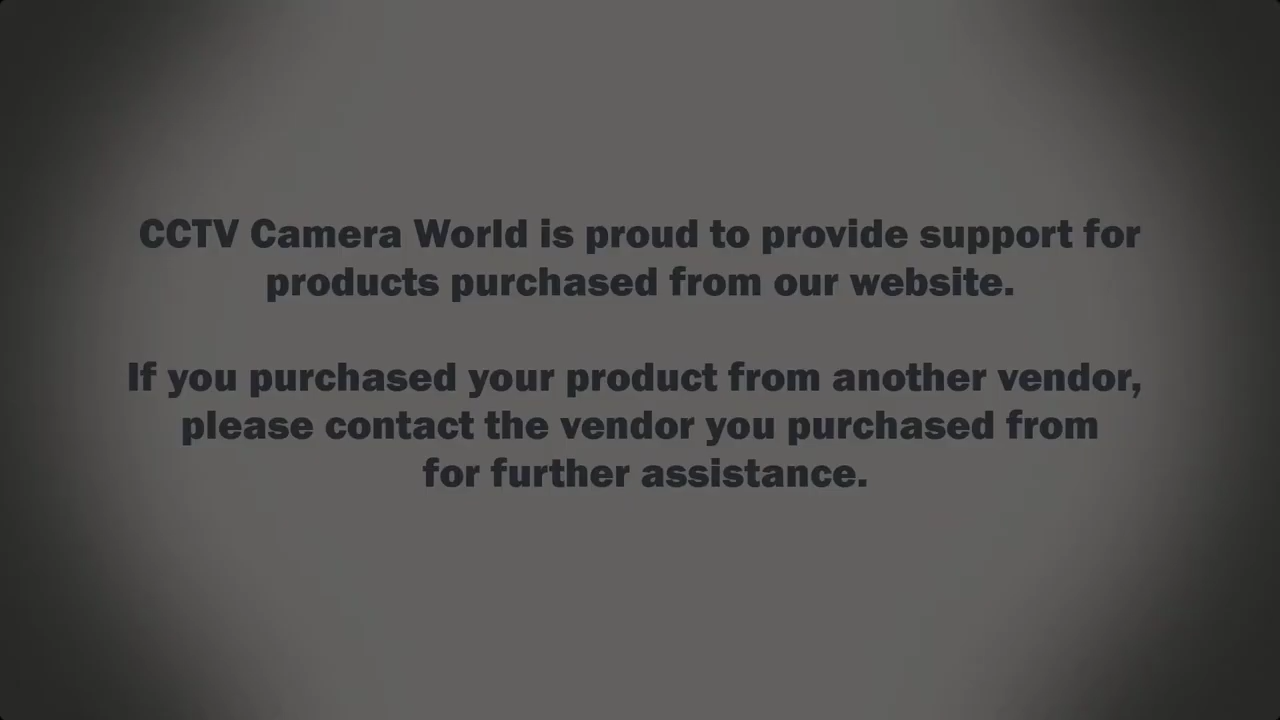 CCTV Camera World is proud to provide support for
products purchased from our website.
If you purchased your product from another vendor,
please contact the vendor you purchased from
for further assistance.